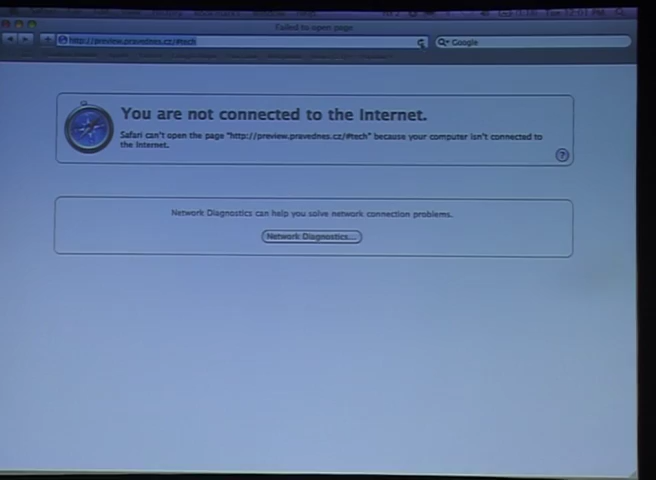 Failed to open page
http://preview.pravednes.cz/#tech
Google
You are not connected to the Internet.
Safari can't open the page "http://preview.pravednes.cz/#tech" because your computer isn't connected to
the Internet.
?
Network Diagnostics can help you solve network connection problems.
Network Diagnostics...